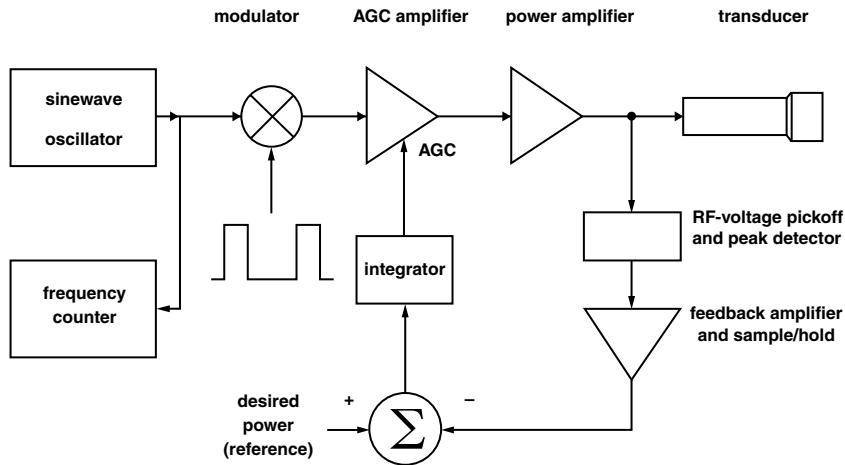 modulator
AGC amplifier
power amplifier
transducer
sinewave
oscillator
AGC
RF-voltage pickoff
and peak detector
integrator
frequency
counter
feedback amplifier
and sample/hold
desired
power
(reference)
+
Σ
–